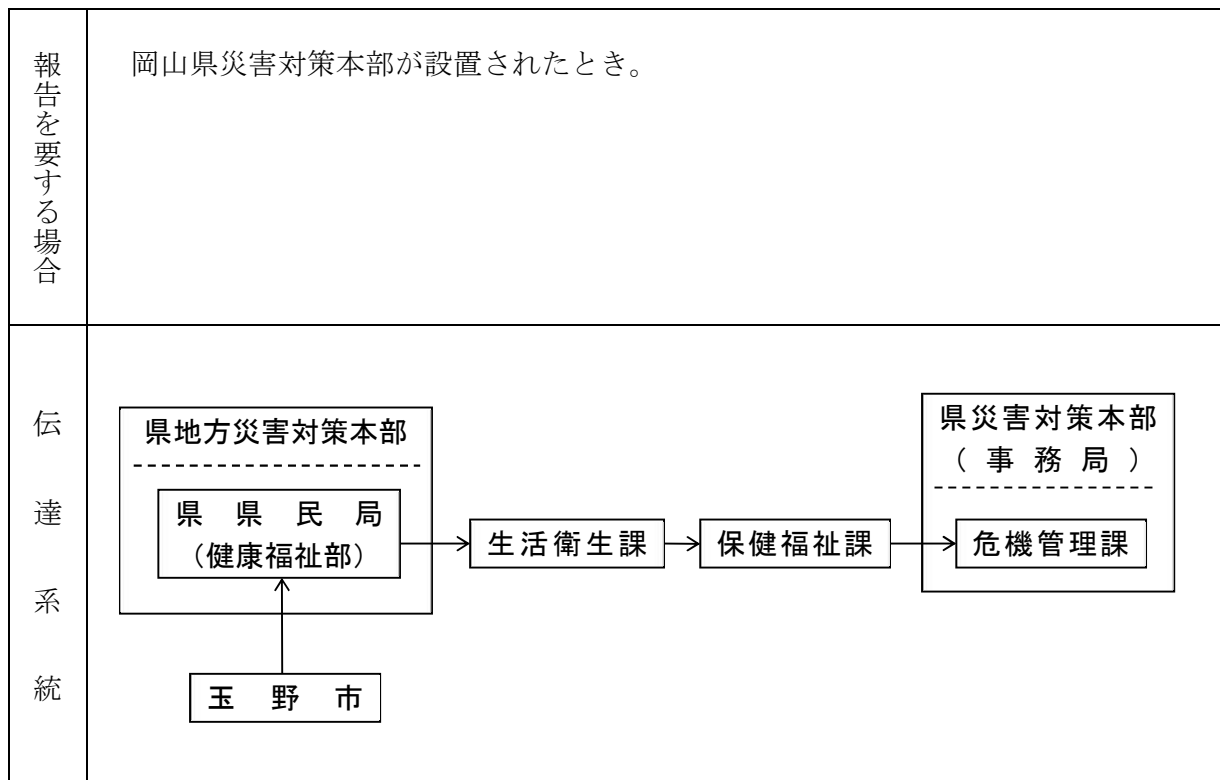 報告を要する場合
岡山県災害対策本部が設置されたとき。
伝達系統
県地方災害対策本部
県県民局
(健康福祉部)
玉野市
生活衛生課
保健福祉課
県災害対策本部
(事務局)
危機管理課